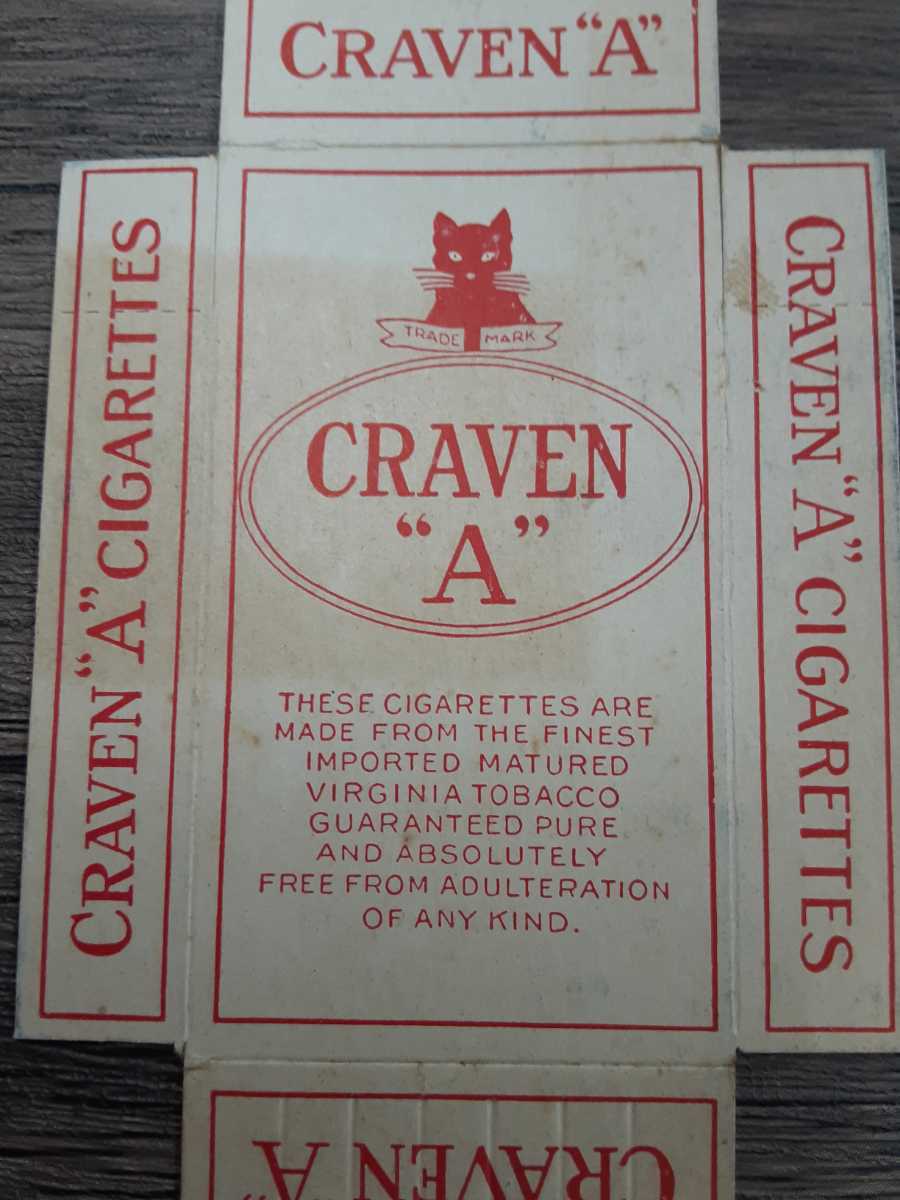 CRAVEN "A"
CRAVEN "A" CIGARETTES
TRADE MARK
CRAVEN
"A"
THESE CIGARETTES ARE
MADE FROM THE FINEST
IMPORTED MATURED
VIRGINIA TOBACCO
GUARANTEED PURE
AND ABSOLUTELY
FREE FROM ADULTERATION
OF ANY KIND.
CRAVEN "A" CIGARETTES
CRAVEN "A"